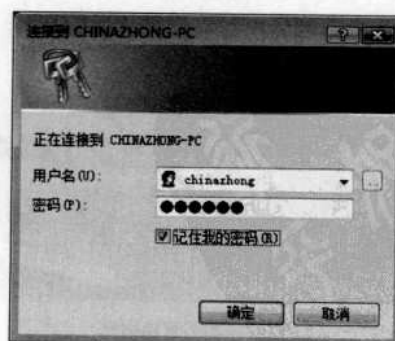 连接到 CHINAZHONG-PC
正在连接到 CHINAZHONG-PC
用户名(U): chinazhong
密码(P): ●●●●●●
记住我的密码(R)
确定 取消